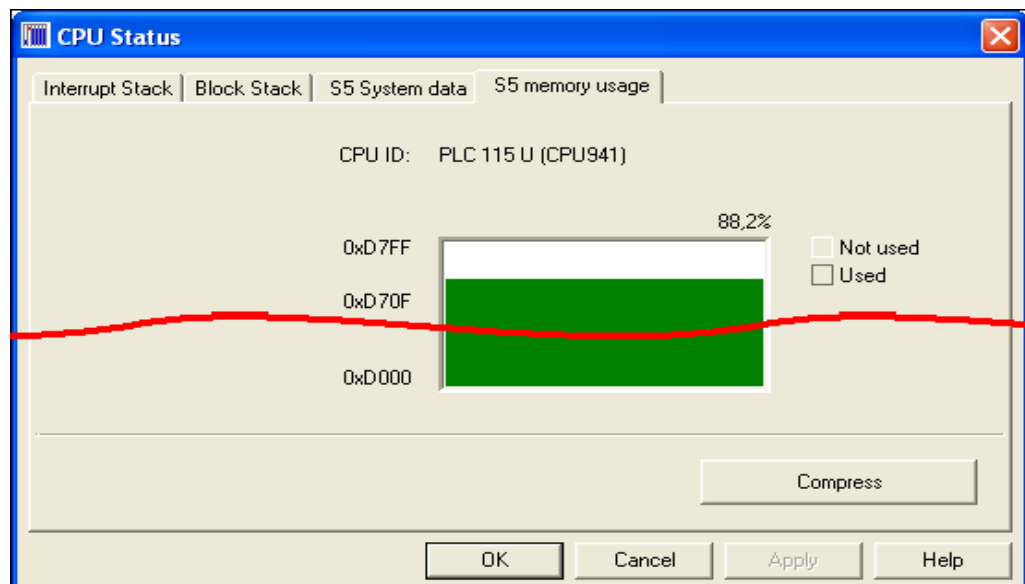 CPU Status
Interrupt Stack Block Stack S5 System data S5 memory usage
CPU ID: PLC 115 U (CPU941)
88,2%
0xD7FF
Not used
Used
0xD70F
0xD000
Compress
OK Cancel Apply Help